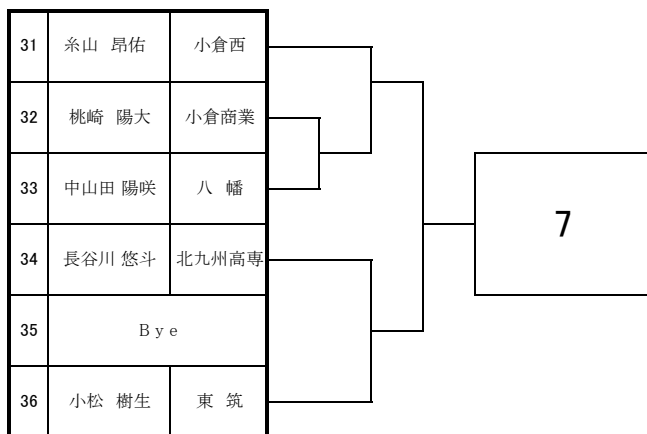 31 糸山 昂佑 小倉西
32 桃崎 陽大 小倉商業
33 中山田 陽咲 八 幡
34 長谷川 悠斗 北九州高専
7
35 Bye
36 小松 樹生 東 筑